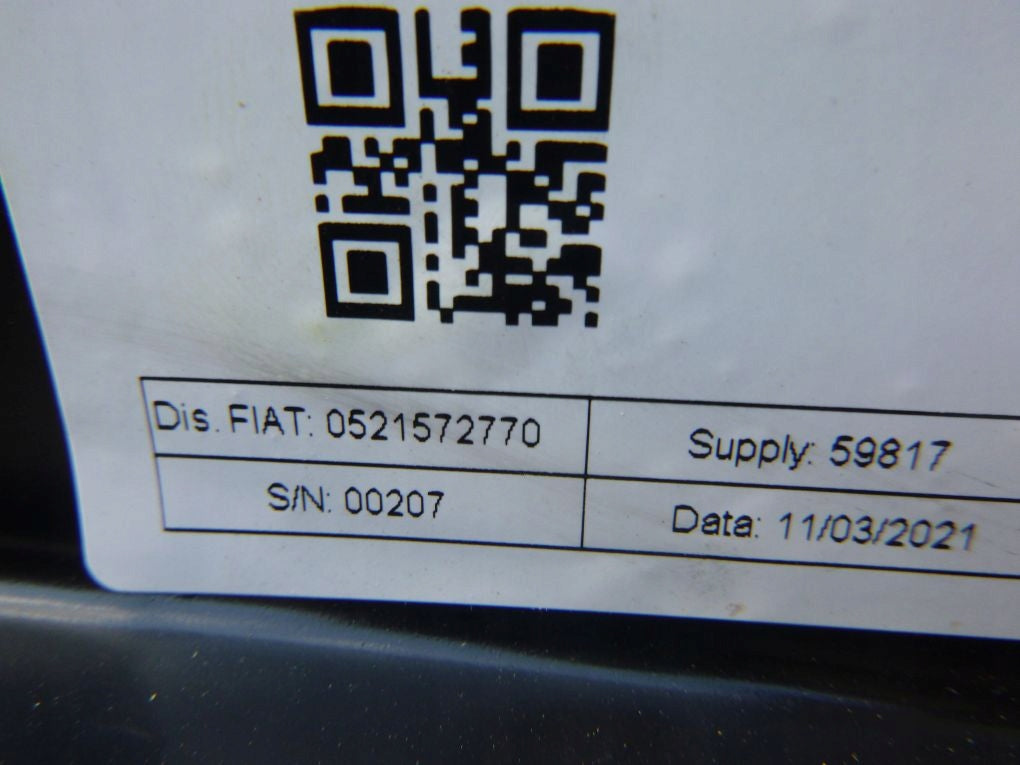 Dis. FIAT: 0521572770
Supply: 59817
S/N: 00207
Data: 11/03/2021